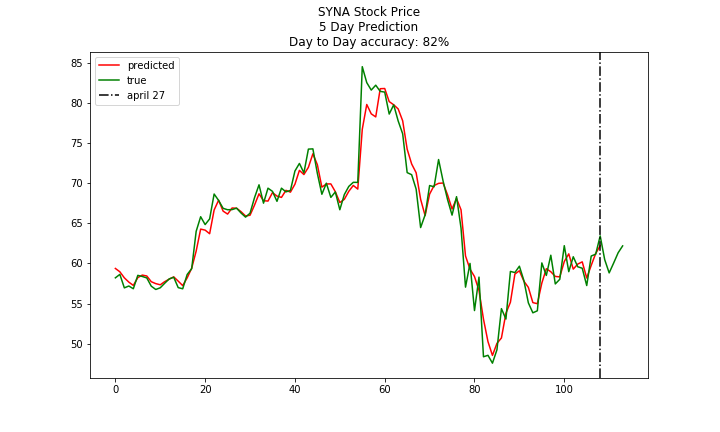 SYNA Stock Price
5 Day Prediction
Day to Day accuracy: 82%
predicted
true
april 27
85
80
75
70
65
60
55
50
0 20 40 60 80 100